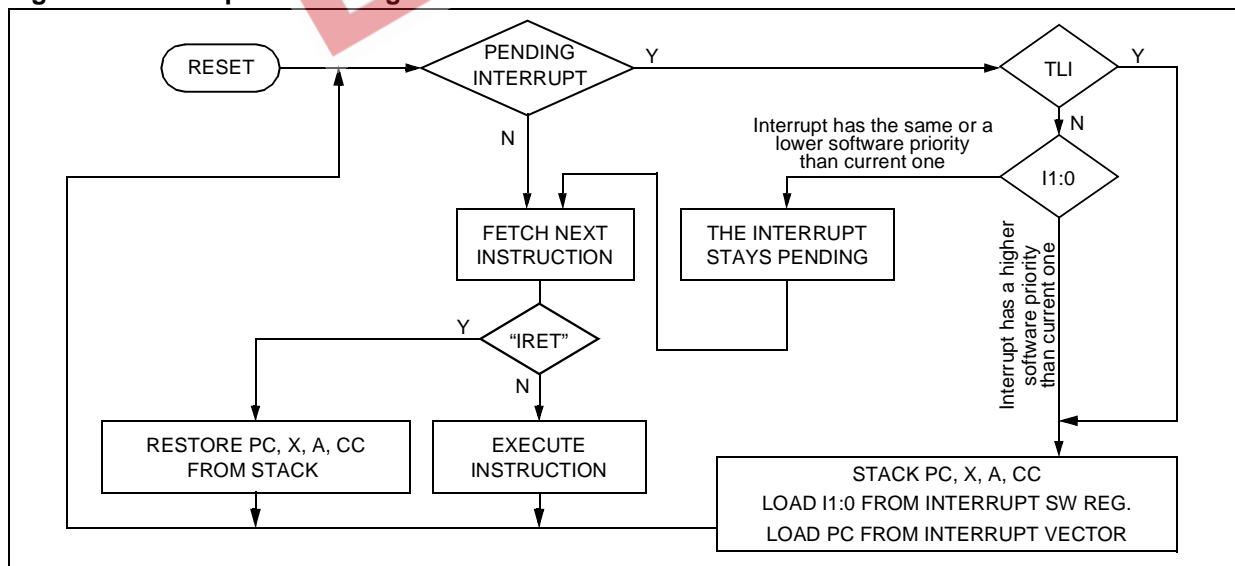 RESET
PENDING
INTERRUPT
Y
TLI
Y
N
N
Interrupt has the same or a
lower software priority
than current one
I1:0
FETCH NEXT
INSTRUCTION
THE INTERRUPT
STAYS PENDING
Interrupt has a higher
software priority
than current one
Y
“IRET”
N
RESTORE PC, X, A, CC
FROM STACK
EXECUTE
INSTRUCTION
STACK PC, X, A, CC
LOAD I1:0 FROM INTERRUPT SW REG.
LOAD PC FROM INTERRUPT VECTOR